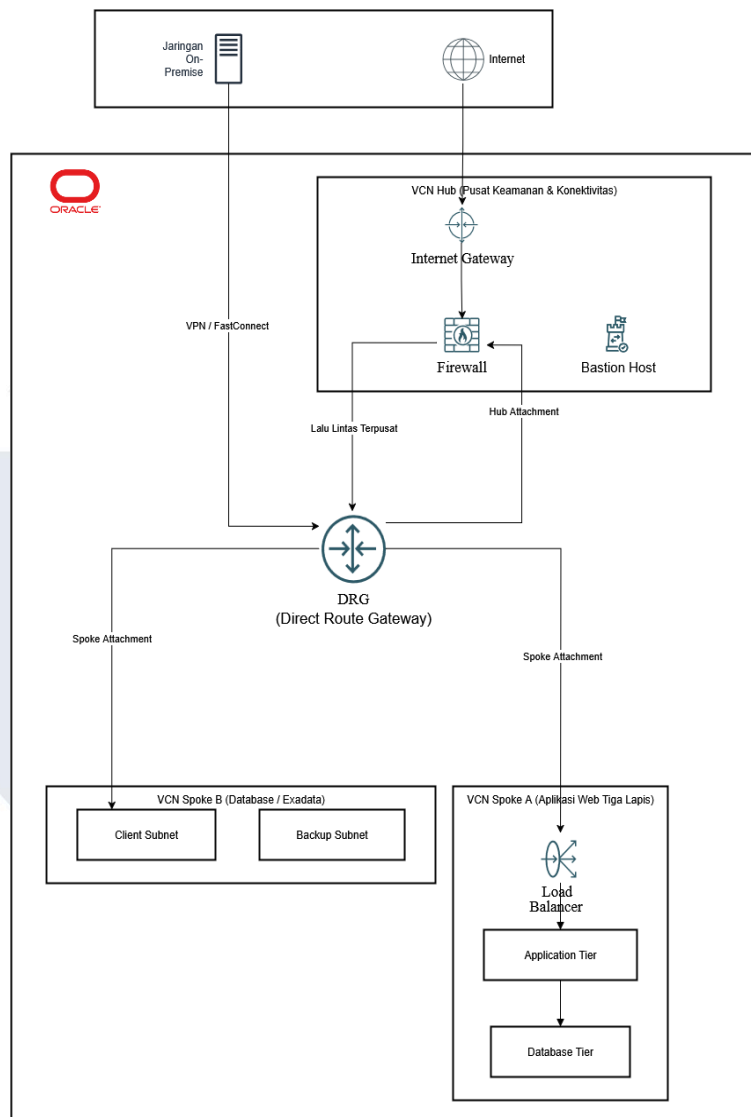 Jaringan
On-
Premise
Internet
ORACLE
VCN Hub (Pusat Keamanan & Konektivitas)
Internet Gateway
VPN / FastConnect
Firewall
Bastion Host
Lalu Lintas Terpusat
Hub Attachment
DRG
(Direct Route Gateway)
Spoke Attachment
Spoke Attachment
VCN Spoke B (Database / Exadata)
Client Subnet
Backup Subnet
VCN Spoke A (Aplikasi Web Tiga Lapis)
Load
Balancer
Application Tier
Database Tier